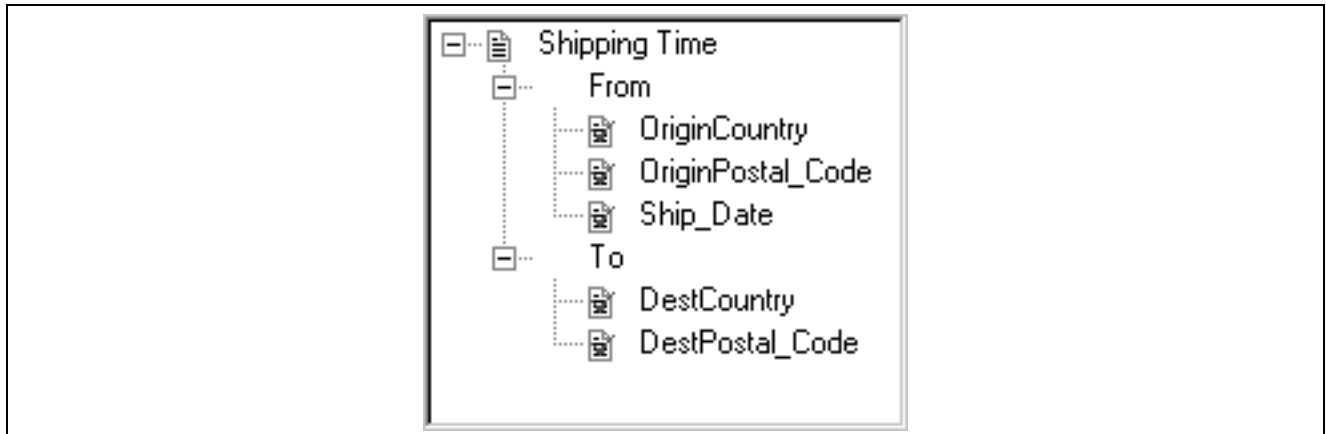 Shipping Time
From
OriginCountry
OriginPostal_Code
Ship_Date
To
DestCountry
DestPostal_Code